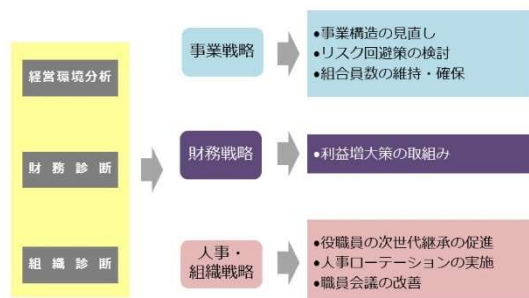 経営環境分析
財務診断
組織診断
事業戦略
•事業構造の見直し
•リスク回避策の検討
•組合員数の維持・確保
財務戦略
•利益増大策の取組み
人事・
組織戦略
•役職員の次世代継承の促進
•人事ローテーションの実施
•職員会議の改善